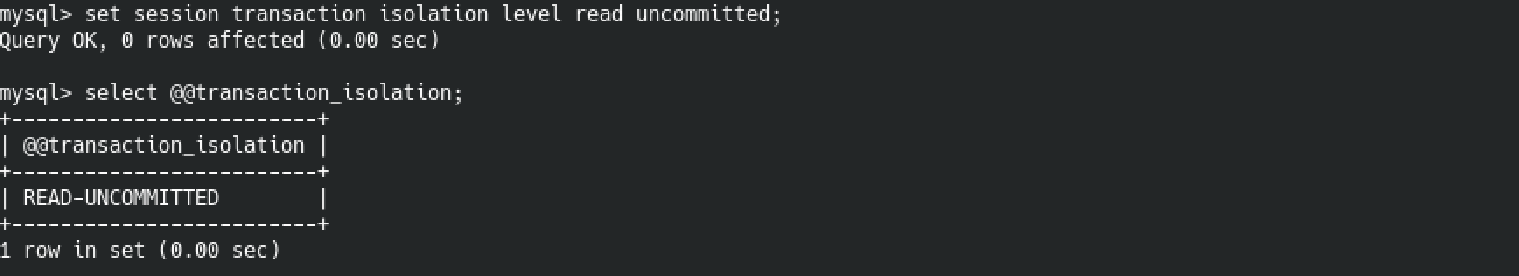 mysql> set session transaction isolation level read uncommitted;
Query OK, 0 rows affected (0.00 sec)

mysql> select @@transaction_isolation;
+-------------------------+
| @@transaction_isolation |
+-------------------------+
| READ-UNCOMMITTED        |
+-------------------------+
1 row in set (0.00 sec)